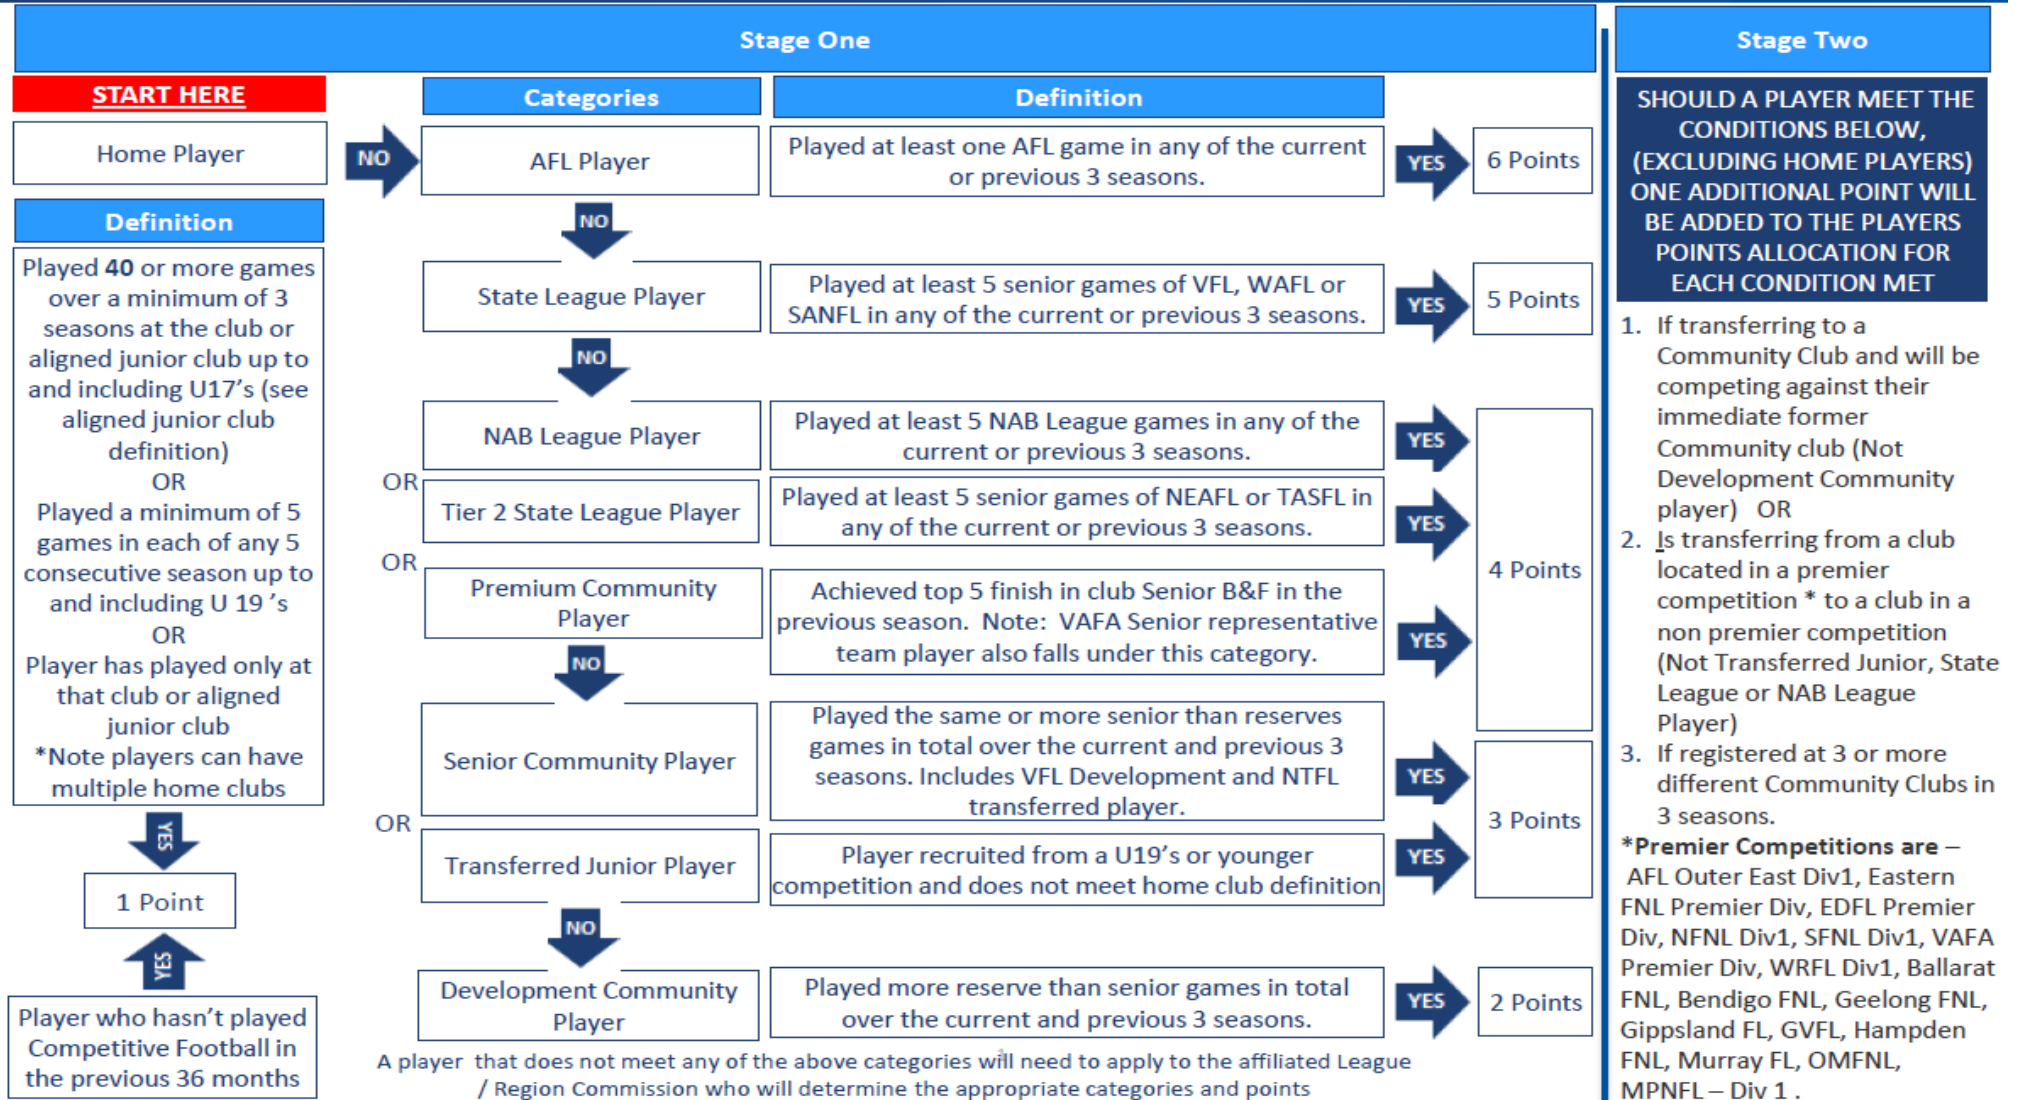 Stage One
START HERE
Home Player
Definition
Played 40 or more games
over a minimum of 3
seasons at the club or
aligned junior club up to
and including U17's (see
aligned junior club
definition)
OR
Played a minimum of 5
games in each of any 5
consecutive season up to
and including U 19 's
OR
Player has played only at
that club or aligned
junior club
*Note players can have
multiple home clubs
YES
1 Point
YES
Player who hasn't played
Competitive Football in
the previous 36 months
NO
Categories
Definition
AFL Player
Played at least one AFL game in any of the current
or previous 3 seasons.
YES
6 Points
NO
State League Player
Played at least 5 senior games of VFL, WAFL or
SANFL in any of the current or previous 3 seasons.
YES
5 Points
NO
NAB League Player
Played at least 5 NAB League games in any of the
current or previous 3 seasons.
YES
OR
Tier 2 State League Player
Played at least 5 senior games of NEAFL or TASFL in
any of the current or previous 3 seasons.
YES
OR
Premium Community
Player
Achieved top 5 finish in club Senior B&F in the
previous season. Note: VAFA Senior representative
team player also falls under this category.
YES
4 Points
NO
Senior Community Player
Played the same or more senior than reserves
games in total over the current and previous 3
seasons. Includes VFL Development and NTFL
transferred player.
YES
OR
Transferred Junior Player
Player recruited from a U19's or younger
competition and does not meet home club definition
YES
3 Points
NO
Development Community
Player
Played more reserve than senior games in total
over the current and previous 3 seasons.
YES
2 Points
A player that does not meet any of the above categories will need to apply to the affiliated League
/ Region Commission who will determine the appropriate categories and points
Stage Two
SHOULD A PLAYER MEET THE
CONDITIONS BELOW,
(EXCLUDING HOME PLAYERS)
ONE ADDITIONAL POINT WILL
BE ADDED TO THE PLAYERS
POINTS ALLOCATION FOR
EACH CONDITION MET
1. If transferring to a
Community Club and will be
competing against their
immediate former
Community club (Not
Development Community
player) OR
2. Is transferring from a club
located in a premier
competition * to a club in a
non premier competition
(Not Transferred Junior, State
League or NAB League
Player)
3. If registered at 3 or more
different Community Clubs in
3 seasons.
*Premier Competitions are –
AFL Outer East Div1, Eastern
FNL Premier Div, EDFL Premier
Div, NFNL Div1, SFNL Div1, VAFA
Premier Div, WRFL Div1, Ballarat
FNL, Bendigo FNL, Geelong FNL,
Gippsland FL, GVFL, Hampden
FNL, Murray FL, OMFNL,
MPNFL – Div 1 .